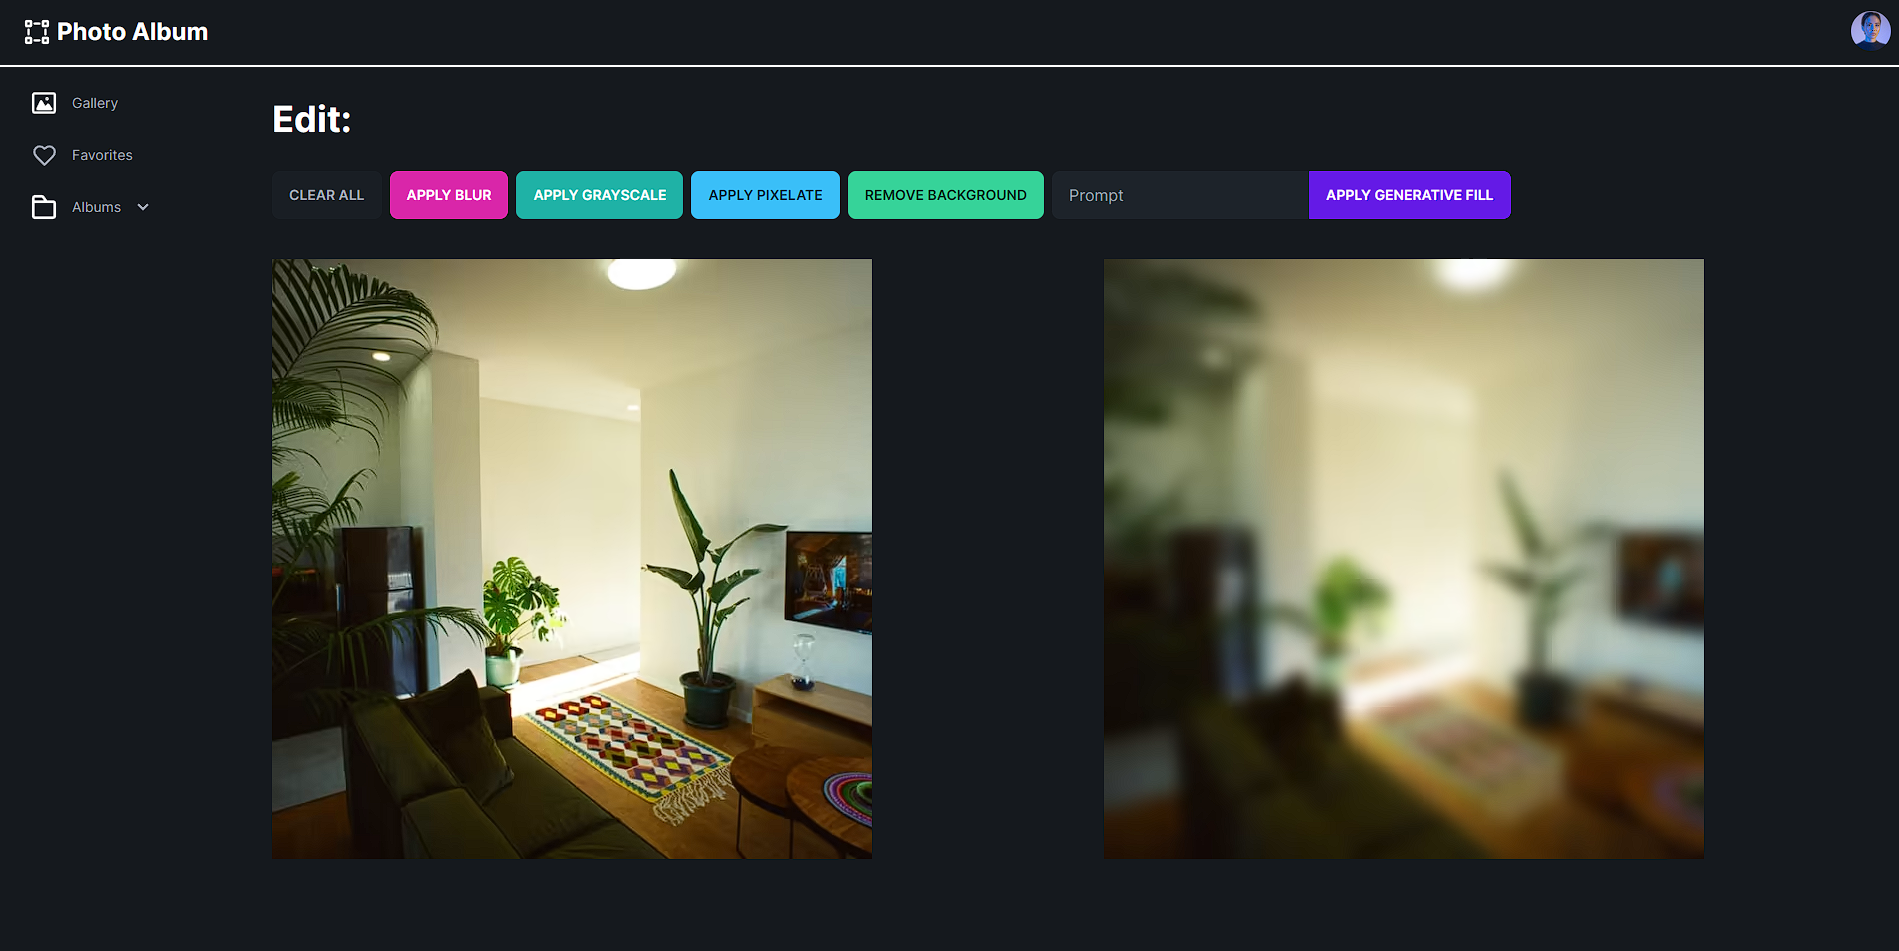 Photo Album
Gallery
Favorites
Albums
Edit:
CLEAR ALL
APPLY BLUR
APPLY GRAYSCALE
APPLY PIXELATE
REMOVE BACKGROUND
Prompt
APPLY GENERATIVE FILL